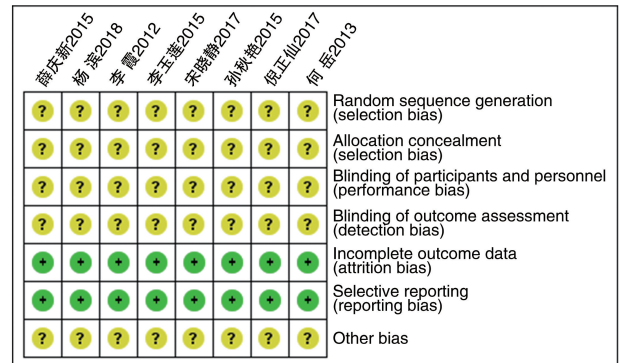 薛庆新2015
杨 滨2018
李 霞2012
李玉莲2015
宋晓静2017
孙秋艳2015
倪正仙2017
何 岳2013
? ? ? ? ? ? ? ? Random sequence generation
(selection bias)
? ? ? ? ? ? ? ? Allocation concealment
(selection bias)
? ? ? ? ? ? ? ? Blinding of participants and personnel
(performance bias)
? ? ? ? ? ? ? ? Blinding of outcome assessment
(detection bias)
+ + + + + + + + Incomplete outcome data
(attrition bias)
+ + + + + + + + Selective reporting
(reporting bias)
? ? ? ? ? ? ? ? Other bias